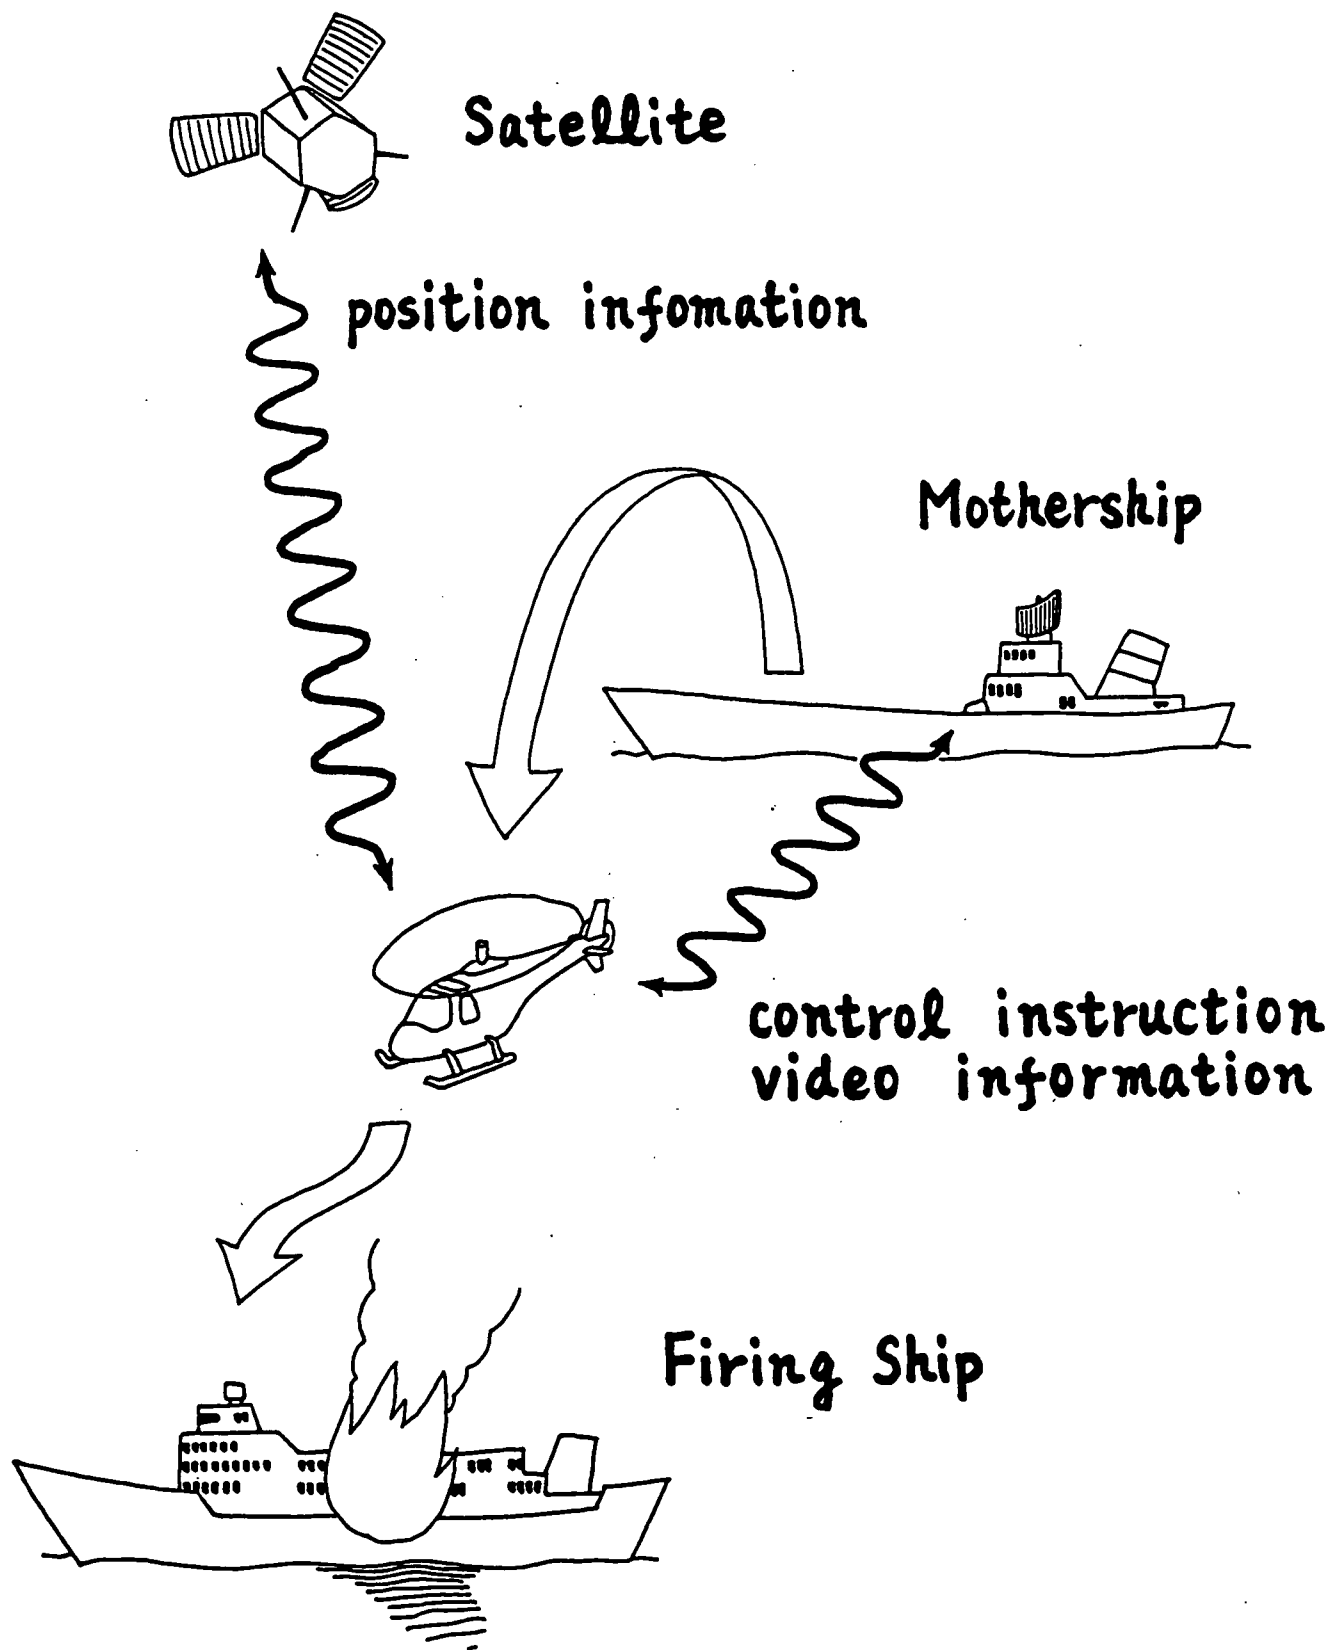 Satellite
position infomation
Mothership
control instruction
video information
Firing Ship